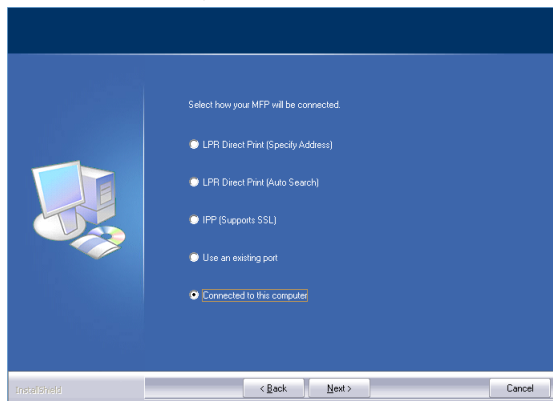 Select how your MFP will be connected.
LPR Direct Print (Specify Address)
LPR Direct Print (Auto Search)
IPP (Supports SSL)
Use an existing port
Connected to this computer
InstallShield
< Back Next > Cancel